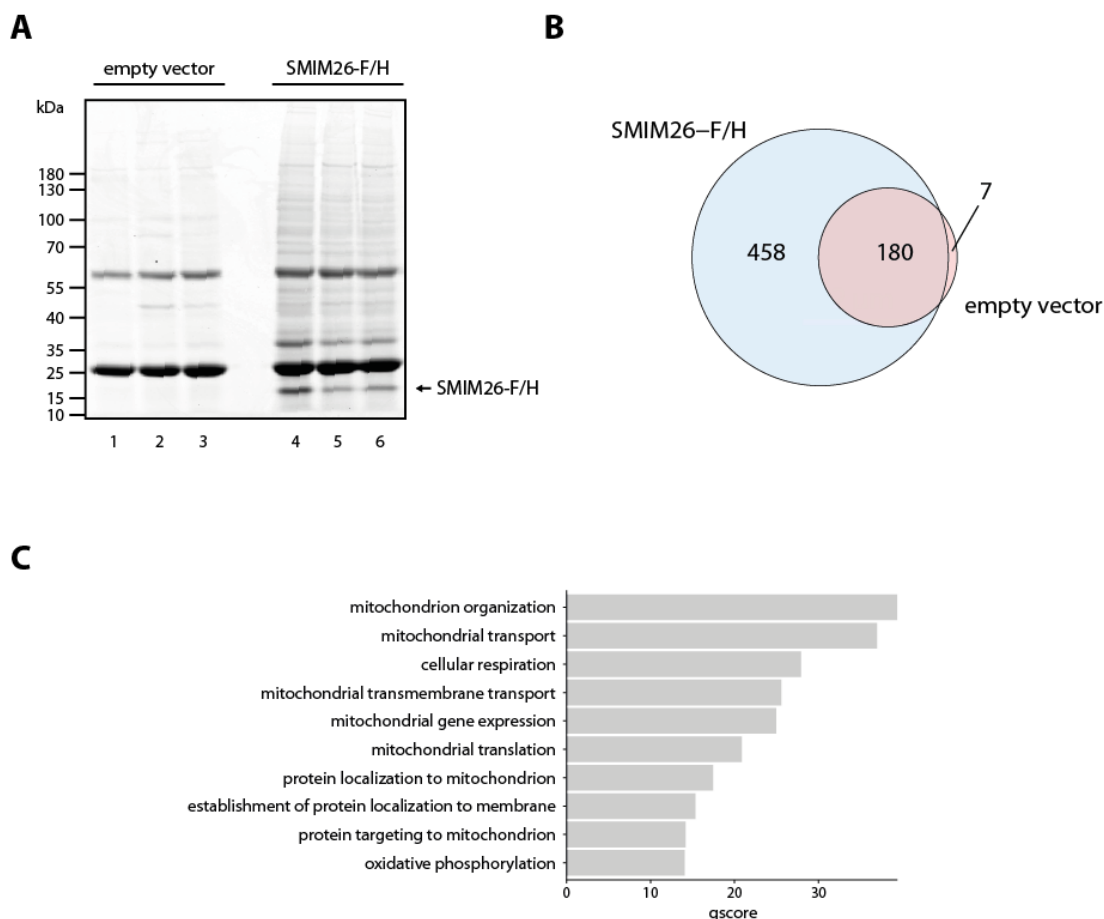 A
empty vector
SMIM26-F/H
kDa
180
130
100
70
55
40
35
25
15
10
SMIM26-F/H
1 2 3 4 5 6
B
SMIM26–F/H
7
458
180
empty vector
C
mitochondrion organization
mitochondrial transport
cellular respiration
mitochondrial transmembrane transport
mitochondrial gene expression
mitochondrial translation
protein localization to mitochondrion
establishment of protein localization to membrane
protein targeting to mitochondrion
oxidative phosphorylation
0 10 20 30
qscore